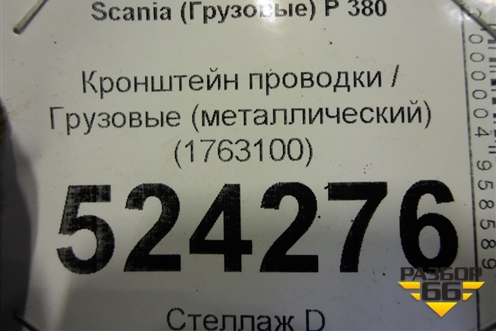 Scania (Грузовые) P 380
Кронштейн проводки /
Грузовые (металлический)
(1763100)
524276
Стеллаж D
РАЗБОР
66